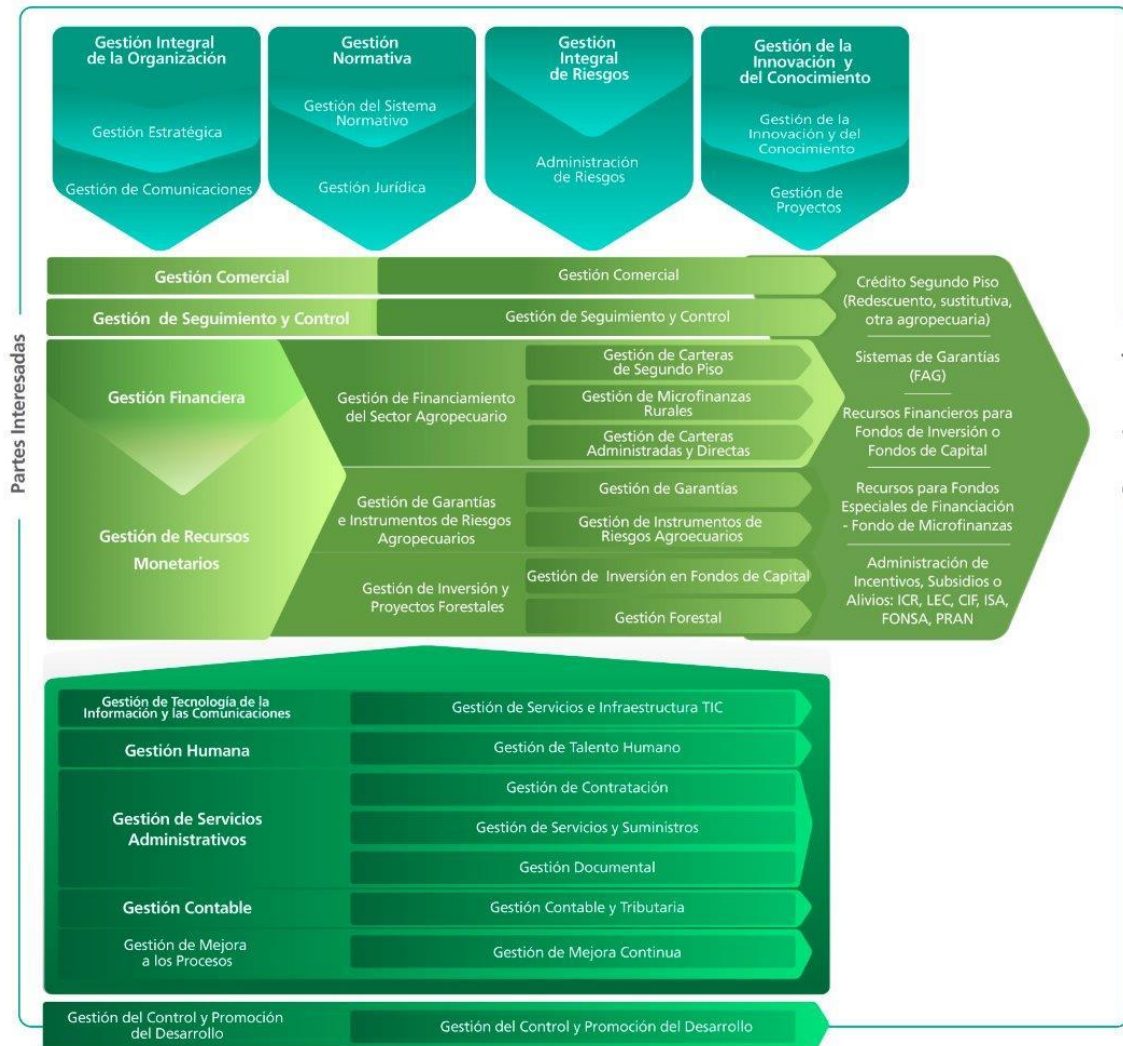 Gestión Integral
de la Organización
Gestión Estratégica
Gestión de Comunicaciones
Gestión
Normativa
Gestión del Sistema
Normativo
Gestión Jurídica
Gestión
Integral
de Riesgos
Administración
de Riesgos
Gestión de la
Innovación y
del Conocimiento
Gestión de la
Innovación y del
Conocimiento
Gestión de
Proyectos
Partes Interesadas
Gestión Comercial
Gestión Comercial
Gestión de Seguimiento y Control
Gestión de Seguimiento y Control
Gestión Financiera
Gestión de Recursos
Monetarios
Gestión de Financiamiento
del Sector Agropecuario
Gestión de Carteras
de Segundo Piso
Gestión de Microfinanzas
Rurales
Gestión de Carteras
Administradas y Directas
Gestión de Garantías
e Instrumentos de Riesgos
Agropecuarios
Gestión de Garantías
Gestión de Instrumentos de
Riesgos Agroecuarios
Gestión de Inversión y
Proyectos Forestales
Gestión de Inversión en Fondos de Capital
Gestión Forestal
Crédito Segundo Piso
(Redescuento, sustitutiva,
otra agropecuaria)
Sistemas de Garantías
(FAG)
Recursos Financieros para
Fondos de Inversión o
Fondos de Capital
Recursos para Fondos
Especiales de Financiación
- Fondo de Microfinanzas
Administración de
Incentivos, Subsidios o
Alivios: ICR, LEC, CIF, ISA,
FONSA, PRAN
Gestión de Tecnología de la
Información y las Comunicaciones
Gestión de Servicios e Infraestructura TIC
Gestión Humana
Gestión de Talento Humano
Gestión de Servicios
Administrativos
Gestión de Contratación
Gestión de Servicios y Suministros
Gestión Documental
Gestión Contable
Gestión Contable y Tributaria
Gestión de Mejora
a los Procesos
Gestión de Mejora Continua
Gestión del Control y Promoción
del Desarrollo
Gestión del Control y Promoción del Desarrollo